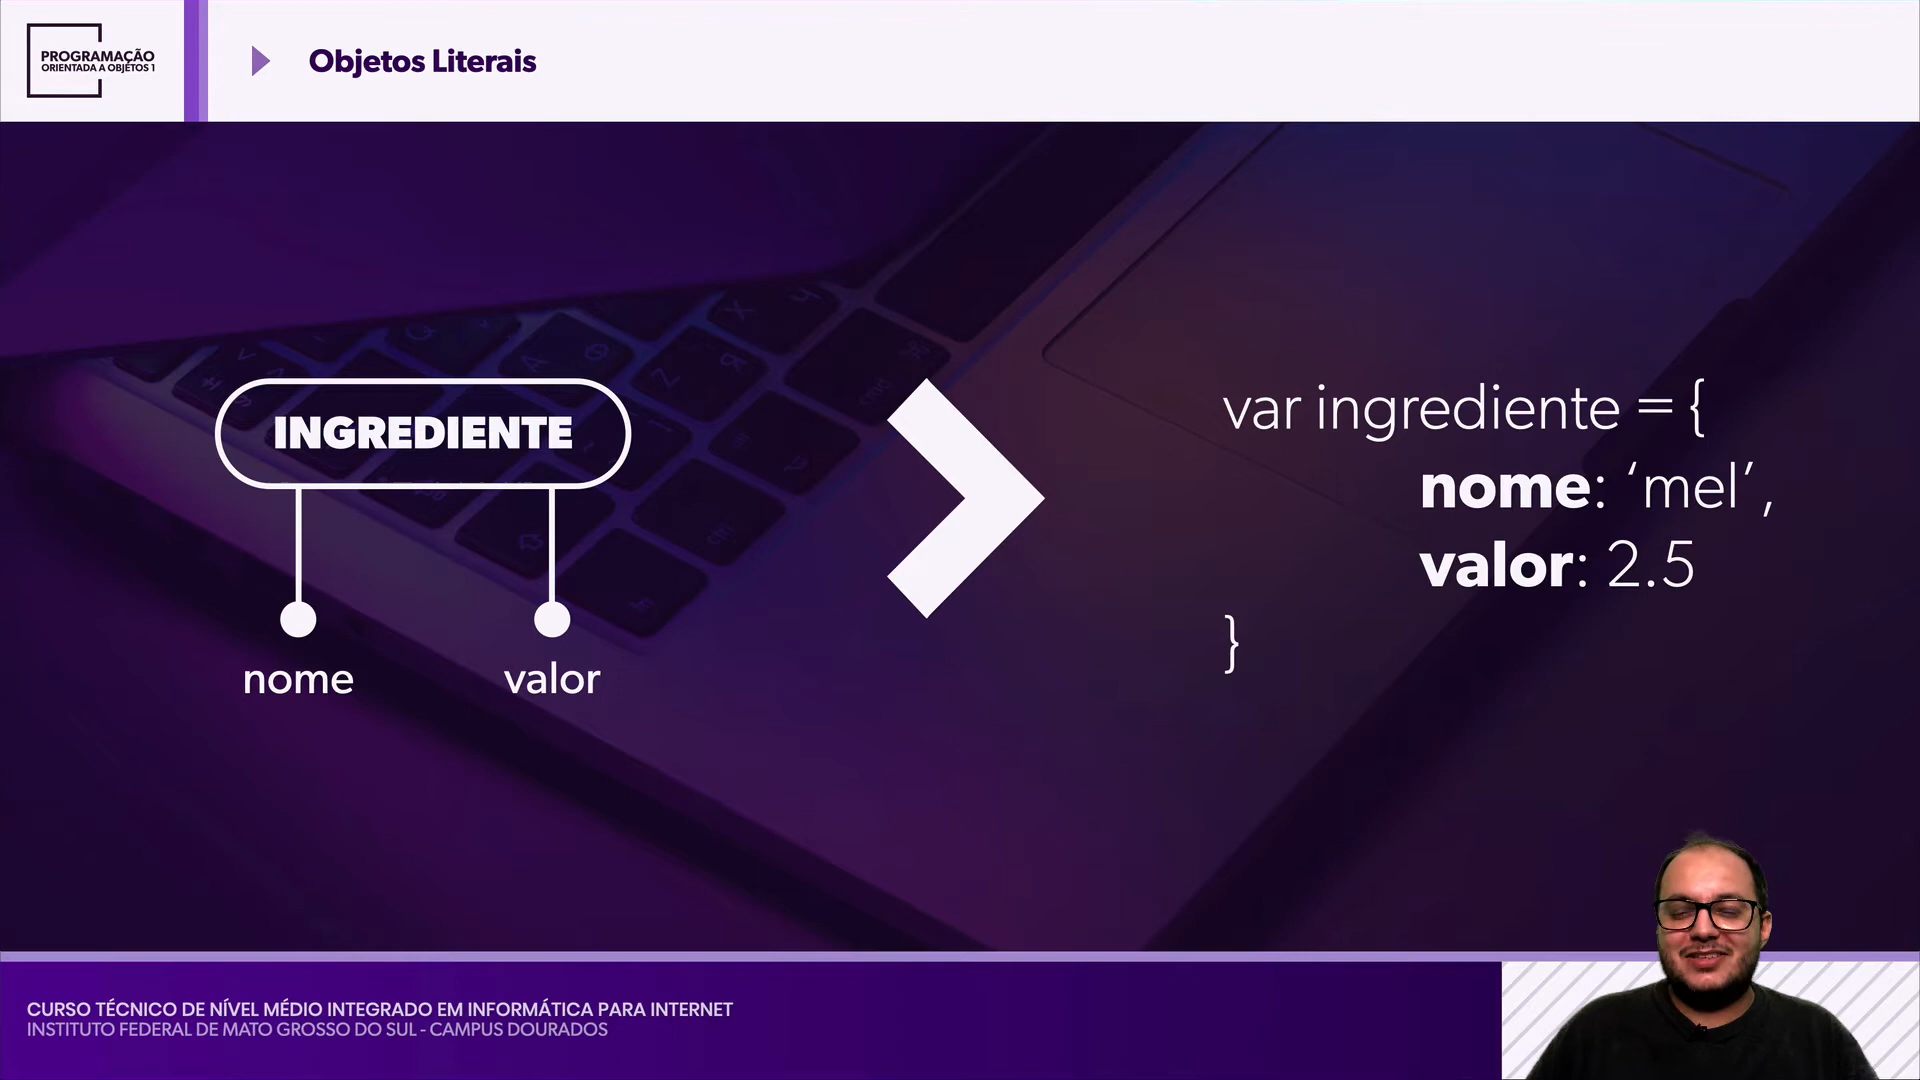 PROGRAMAÇÃO
ORIENTADA A OBJETOS 1
Objetos Literais
INGREDIENTE
nome
valor
var ingrediente = {
nome: ‘mel’,
valor: 2.5
}
CURSO TÉCNICO DE NÍVEL MÉDIO INTEGRADO EM INFORMÁTICA PARA INTERNET
INSTITUTO FEDERAL DE MATO GROSSO DO SUL - CAMPUS DOURADOS